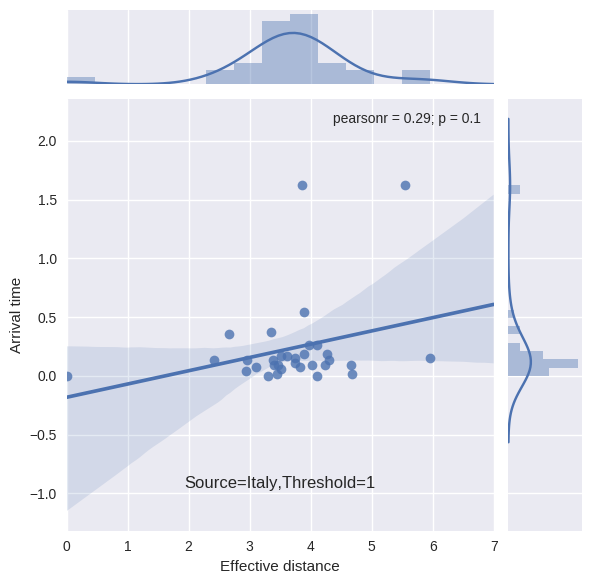 pearsonr = 0.29; p = 0.1
2.0
1.5
1.0
0.5
0.0
−0.5
−1.0
Arrival time
Source=Italy,Threshold=1
0 1 2 3 4 5 6 7
Effective distance